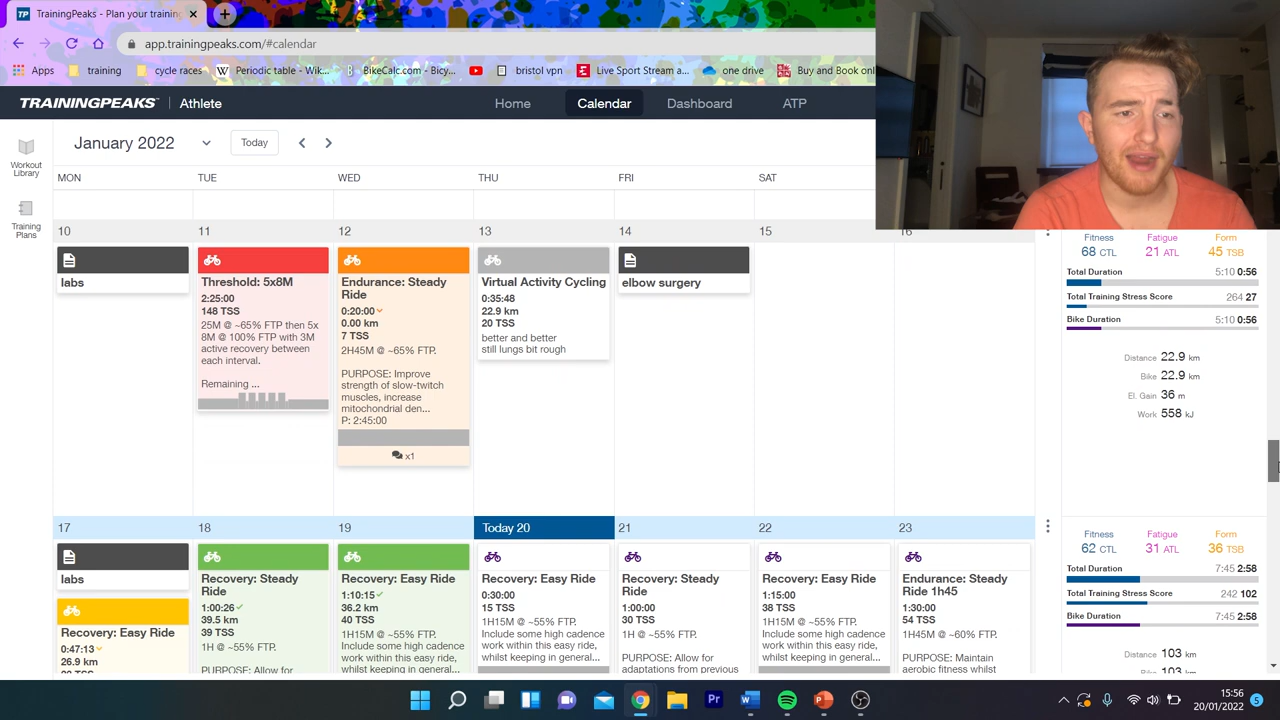 TrainingPeaks - Plan your training
app.trainingpeaks.com/#calendar
Apps
training
cycle races
Periodic table - Wik...
BikeCalc.com - Bicy...
bristol vpn
Live Sport Stream a...
one drive
Buy and Book onl
TRAININGPEAKS
Athlete
Home
Calendar
Dashboard
ATP
Workout
Library
Training
Plans
January 2022
Today
MON
TUE
WED
THU
FRI
SAT
10
11
12
13
14
15
16
labs
Threshold: 5x8M
2:25:00
148 TSS
25M @ ~65% FTP then 5x
8M @ 100% FTP with 3M
active recovery between
each interval.
Remaining ...
Endurance: Steady
Ride
0:20:00
0.00 km
7 TSS
2H45M @ ~65% FTP.
PURPOSE: Improve
strength of slow-twitch
muscles, increase
mitochondrial den...
P: 2:45:00
x1
Virtual Activity Cycling
0:35:48
22.9 km
20 TSS
better and better
still lungs bit rough
elbow surgery
Fitness
Fatigue
Form
68 CTL
21 ATL
45 TSB
Total Duration
5:10 0:56
Total Training Stress Score
264 27
Bike Duration
5:10 0:56
Distance 22.9 km
Bike 22.9 km
El. Gain 36 m
Work 558 kJ
17
18
19
Today 20
21
22
23
labs
Recovery: Easy Ride
0:47:13
26.9 km
Recovery: Steady
Ride
1:00:26
39.5 km
39 TSS
1H @ ~55% FTP.
PURPOSE: Allow for
Recovery: Easy Ride
1:10:15
36.2 km
40 TSS
1H15M @ ~55% FTP.
Include some high cadence
work within this easy ride,
whilst keeping in general...
Recovery: Easy Ride
0:30:00
15 TSS
1H15M @ ~55% FTP.
Include some high cadence
work within this easy ride,
whilst keeping in general...
Recovery: Steady
Ride
1:00:00
30 TSS
1H @ ~55% FTP.
PURPOSE: Allow for
adaptations from previous
Recovery: Easy Ride
1:15:00
38 TSS
1H15M @ ~55% FTP.
Include some high cadence
work within this easy ride,
whilst keeping in general...
Endurance: Steady
Ride 1h45
1:30:00
54 TSS
1H45M @ ~60% FTP.
PURPOSE: Maintain
aerobic fitness whilst
Fitness
Fatigue
Form
62 CTL
31 ATL
36 TSB
Total Duration
7:45 2:58
Total Training Stress Score
242 102
Bike Duration
7:45 2:58
Distance 103 km
Bike 103 km
15:56
20/01/2022
5